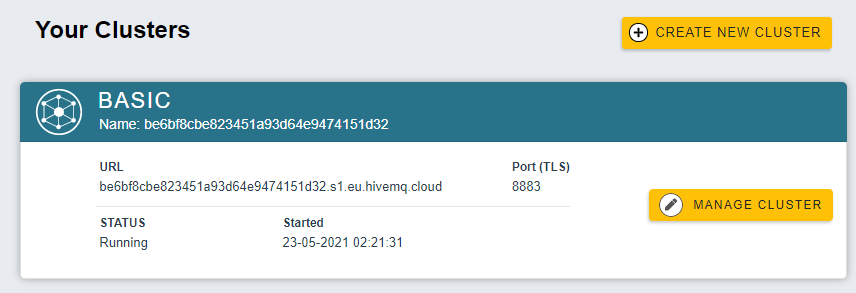 Your Clusters
CREATE NEW CLUSTER
BASIC
Name: be6bf8cbe823451a93d64e9474151d32
URL Port (TLS)
be6bf8cbe823451a93d64e9474151d32.s1.eu.hivemq.cloud 8883
MANAGE CLUSTER
STATUS Started
Running 23-05-2021 02:21:31